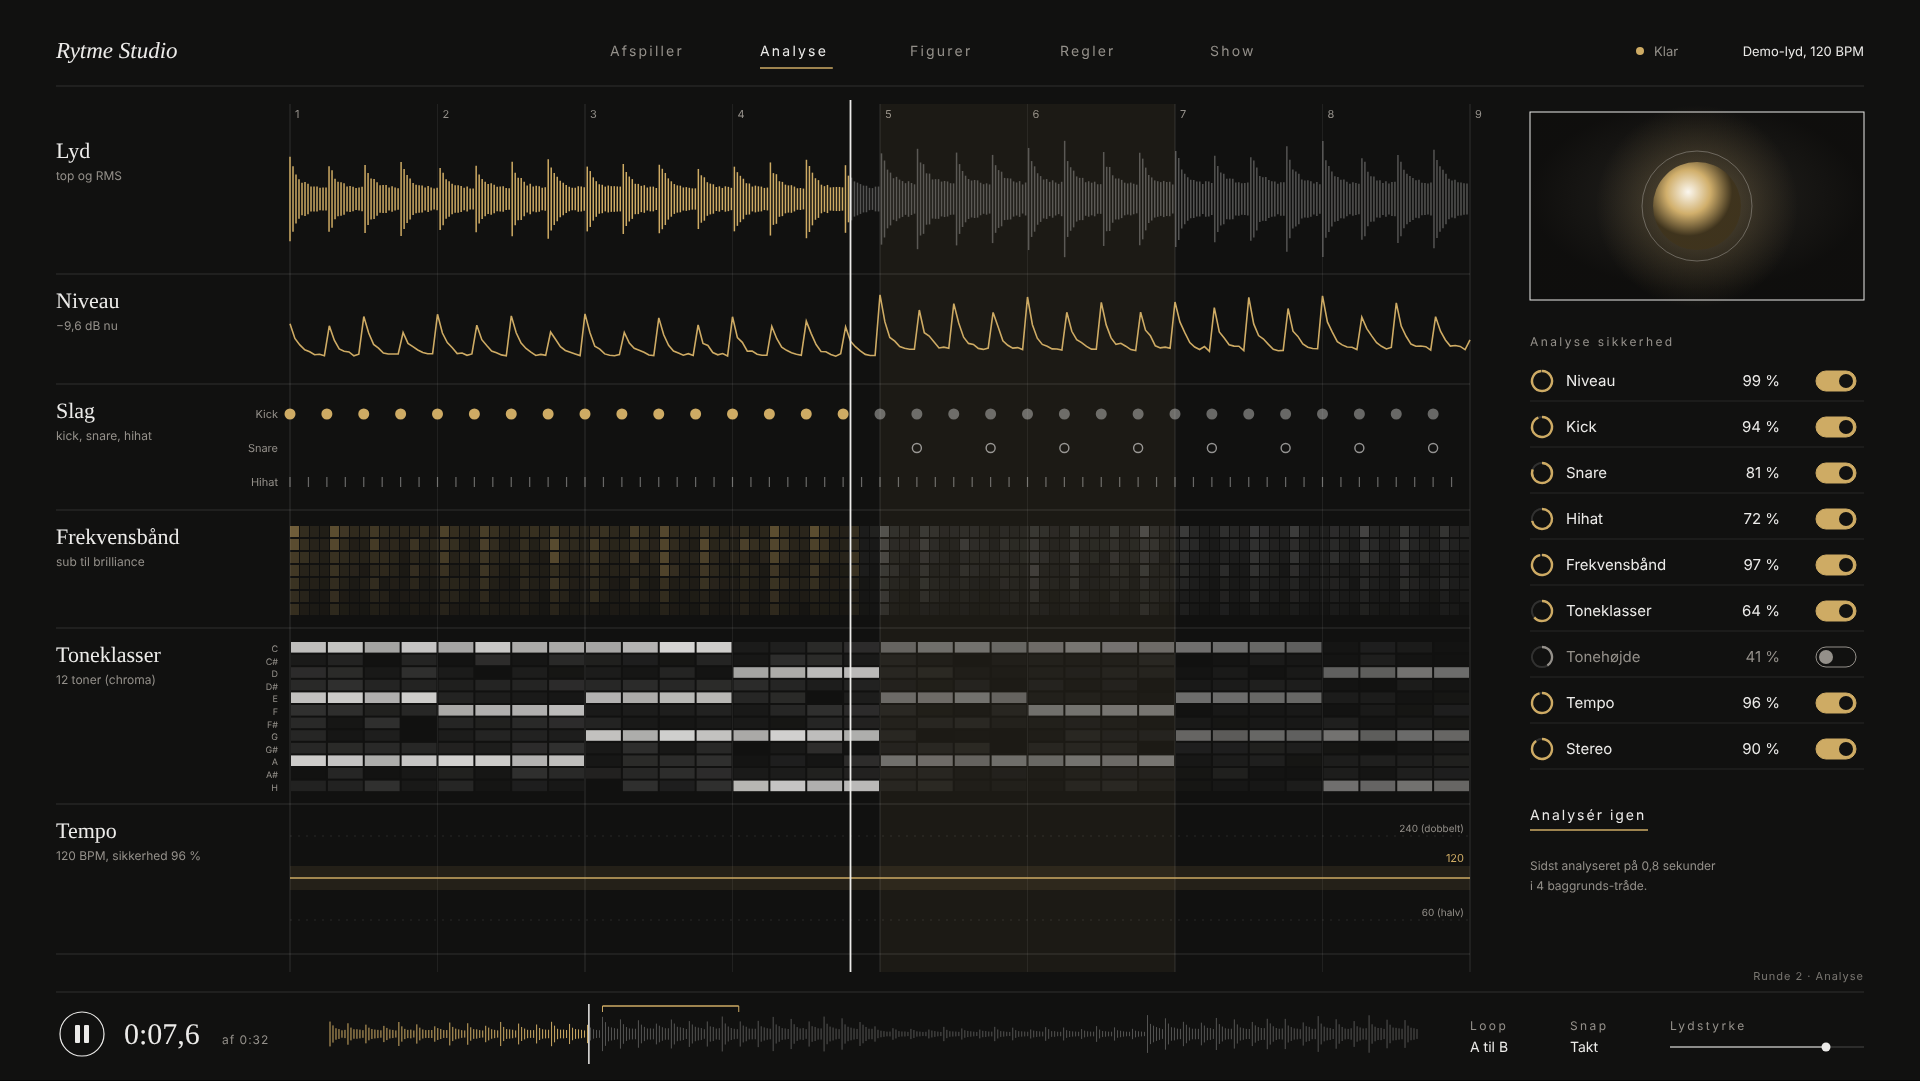 Rytme Studio
Afspiller
Analyse
Figurer
Regler
Show
Klar
Demo-lyd, 120 BPM
1 2 3 4 5 6 7 8 9
Lyd
top og RMS
Niveau
−9,6 dB nu
Slag
kick, snare, hihat
Kick
Snare
Hihat
Frekvensbånd
sub til brilliance
Toneklasser
12 toner (chroma)
C
C#
D
D#
E
F
F#
G
G#
A
A#
H
Tempo
120 BPM, sikkerhed 96 %
240 (dobbelt)
120
60 (halv)
Analyse sikkerhed
Niveau 99 %
Kick 94 %
Snare 81 %
Hihat 72 %
Frekvensbånd 97 %
Toneklasser 64 %
Tonehøjde 41 %
Tempo 96 %
Stereo 90 %
Analysér igen
Sidst analyseret på 0,8 sekunder
i 4 baggrunds-tråde.
Runde 2 · Analyse
0:07,6 af 0:32
Loop
A til B
Snap
Takt
Lydstyrke